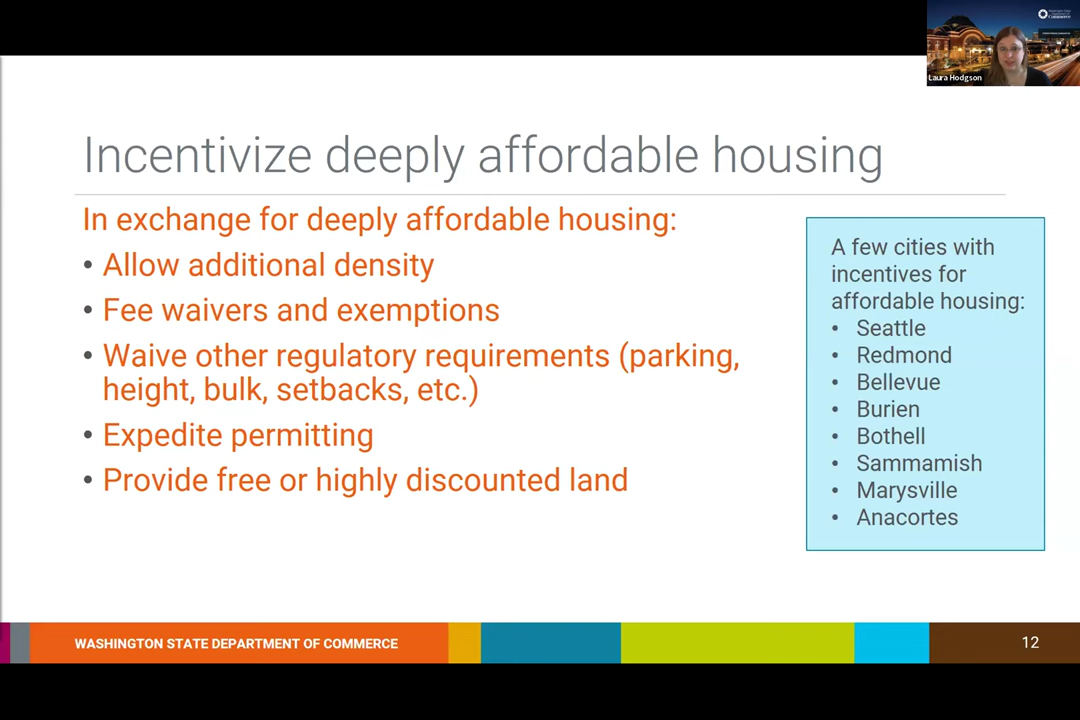 Commerce
Laura Hodgson
Incentivize deeply affordable housing
In exchange for deeply affordable housing:
• Allow additional density
• Fee waivers and exemptions
• Waive other regulatory requirements (parking,
height, bulk, setbacks, etc.)
• Expedite permitting
• Provide free or highly discounted land
A few cities with
incentives for
affordable housing:
• Seattle
• Redmond
• Bellevue
• Burien
• Bothell
• Sammamish
• Marysville
• Anacortes
WASHINGTON STATE DEPARTMENT OF COMMERCE
12